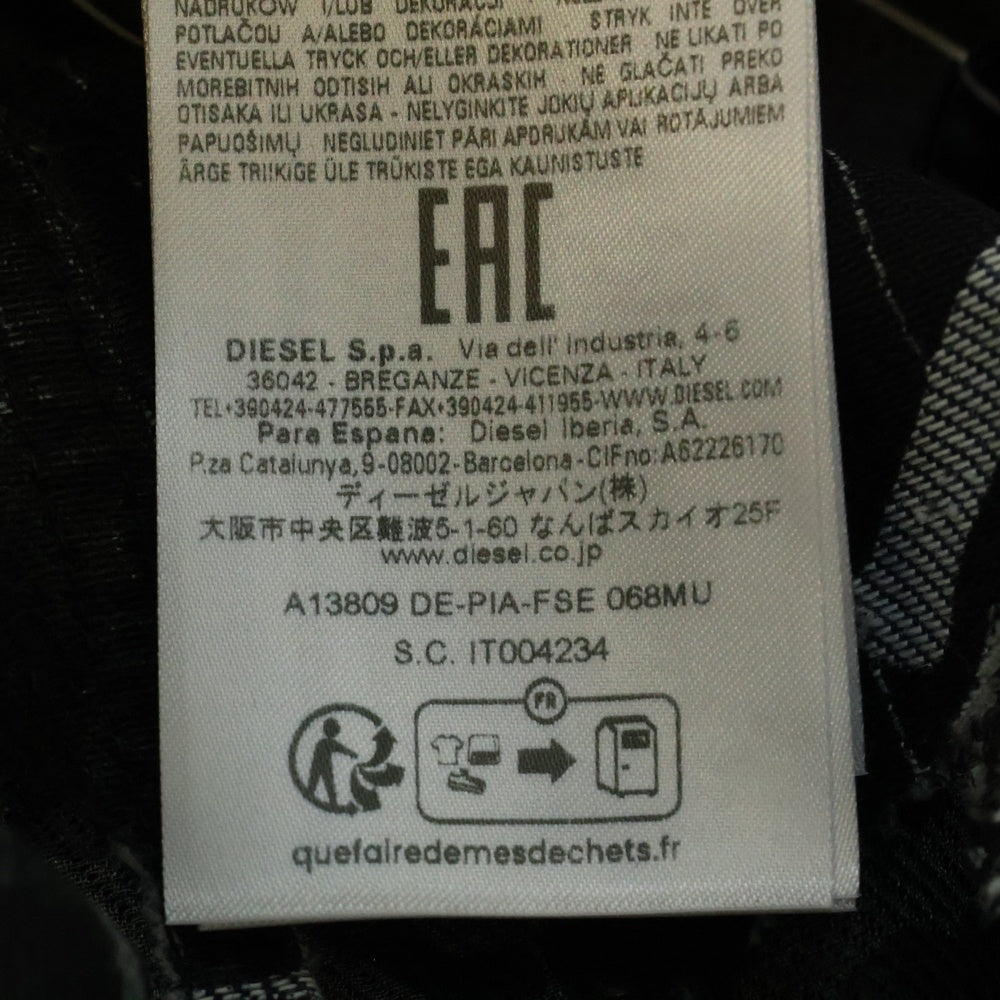 NADRUKÓW I/LUB DEKORACJI
POTLAČOU A/ALEBO DEKORÁCIAMI STRYK INTE ÖVER
EVENTUELLA TRYCK OCH/ELLER DEKORATIONER NE LIKATI PO
MOREBITNIH ODTISIH ALI OKRASKIH - NE GLAČATI PREKO
OTISAKA ILI UKRASA - NELYGINKITE JOKIŲ APLIKACIJŲ ARBA
PAPUOŠIMŲ NEGLUDINIET PĀRI APDRUKĀM VAI ROTĀJUMIEM
ÄRGE TRIIKIGE ÜLE TRÜKISTE EGA KAUNISTUSTE
EAC
DIESEL S.p.a. Via dell' Industria, 4-6
36042 - BREGANZE - VICENZA - ITALY
TEL+390424-477555-FAX+390424-411955-WWW.DIESEL.COM
Para Espana: Diesel Iberia, S.A.
P.za Catalunya,9-08002-Barcelona-CIFno:A62226170
ディーゼルジャパン(株)
大阪市中央区難波5-1-60 なんばスカイオ25F
www.diesel.co.jp
A13809 DE-PIA-FSE 068MU
S.C. IT004234
FR
quefairedemesdechets.fr